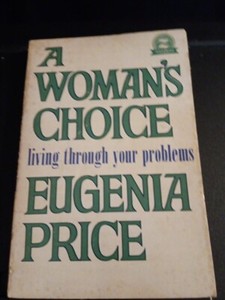 A
WOMAN'S
CHOICE
living through your problems
EUGENIA
PRICE